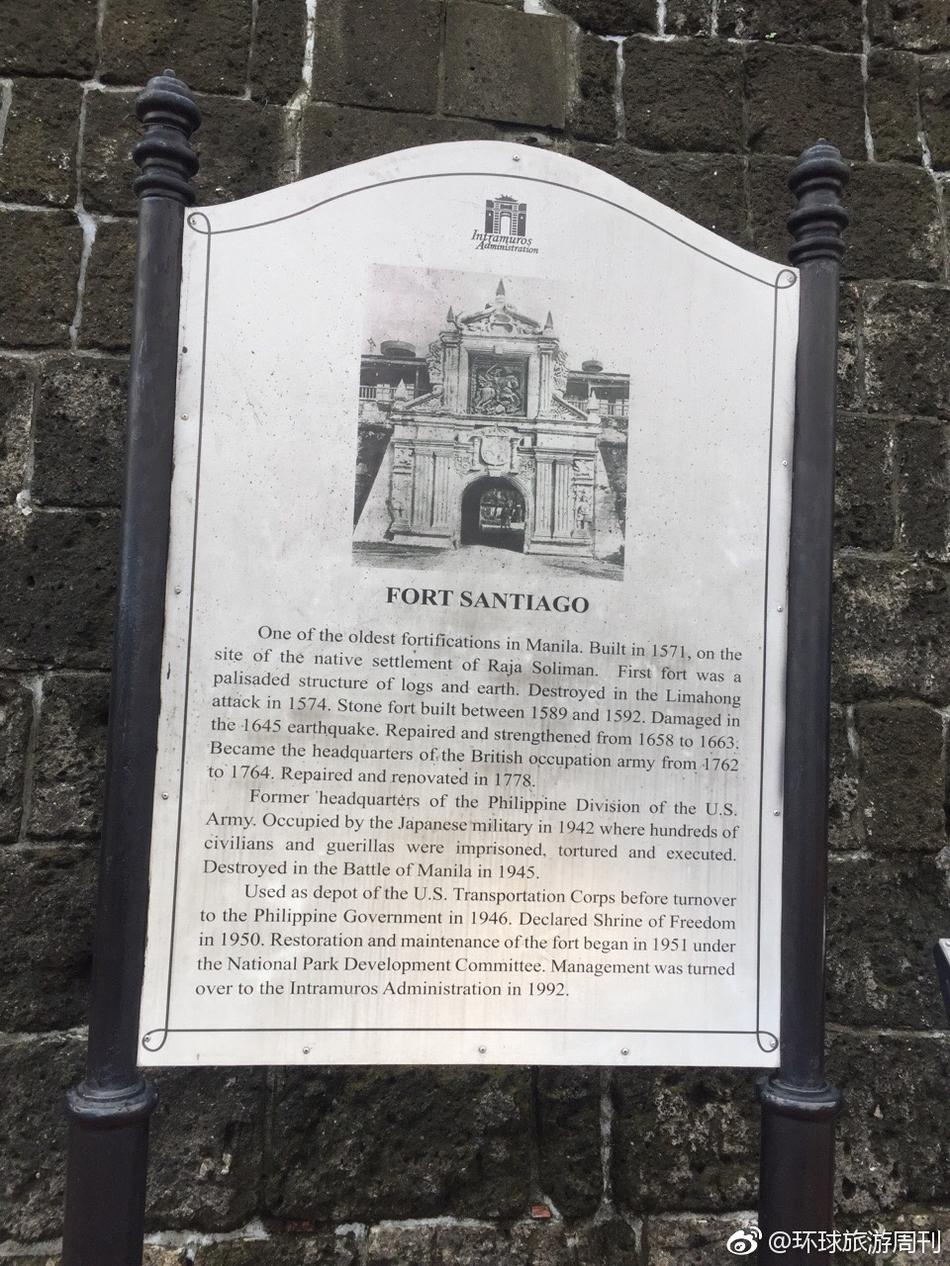 Intramuros
Administration
FORT SANTIAGO
One of the oldest fortifications in Manila. Built in 1571, on the
site of the native settlement of Raja Soliman. First fort was a
palisaded structure of logs and earth. Destroyed in the Limahong
attack in 1574. Stone fort built between 1589 and 1592. Damaged in
the 1645 earthquake. Repaired and strengthened from 1658 to 1663.
Became the headquarters of the British occupation army from 1762
to 1764. Repaired and renovated in 1778.
Former headquarters of the Philippine Division of the U.S.
Army. Occupied by the Japanese military in 1942 where hundreds of
civilians and guerillas were imprisoned, tortured and executed.
Destroyed in the Battle of Manila in 1945.
Used as depot of the U.S. Transportation Corps before turnover
to the Philippine Government in 1946. Declared Shrine of Freedom
in 1950. Restoration and maintenance of the fort began in 1951 under
the National Park Development Committee. Management was turned
over to the Intramuros Administration in 1992.
@环球旅游周刊